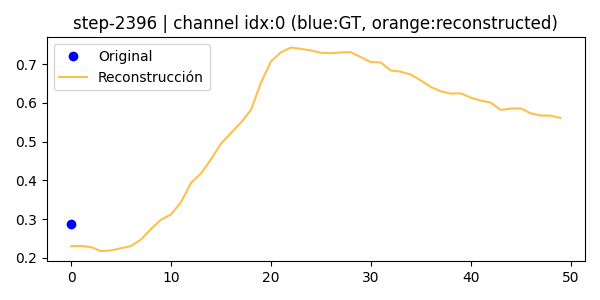 step-2396 | channel idx:0 (blue:GT, orange:reconstructed)
Original
Reconstrucción
0.7
0.6
0.5
0.4
0.3
0.2
0 10 20 30 40 50